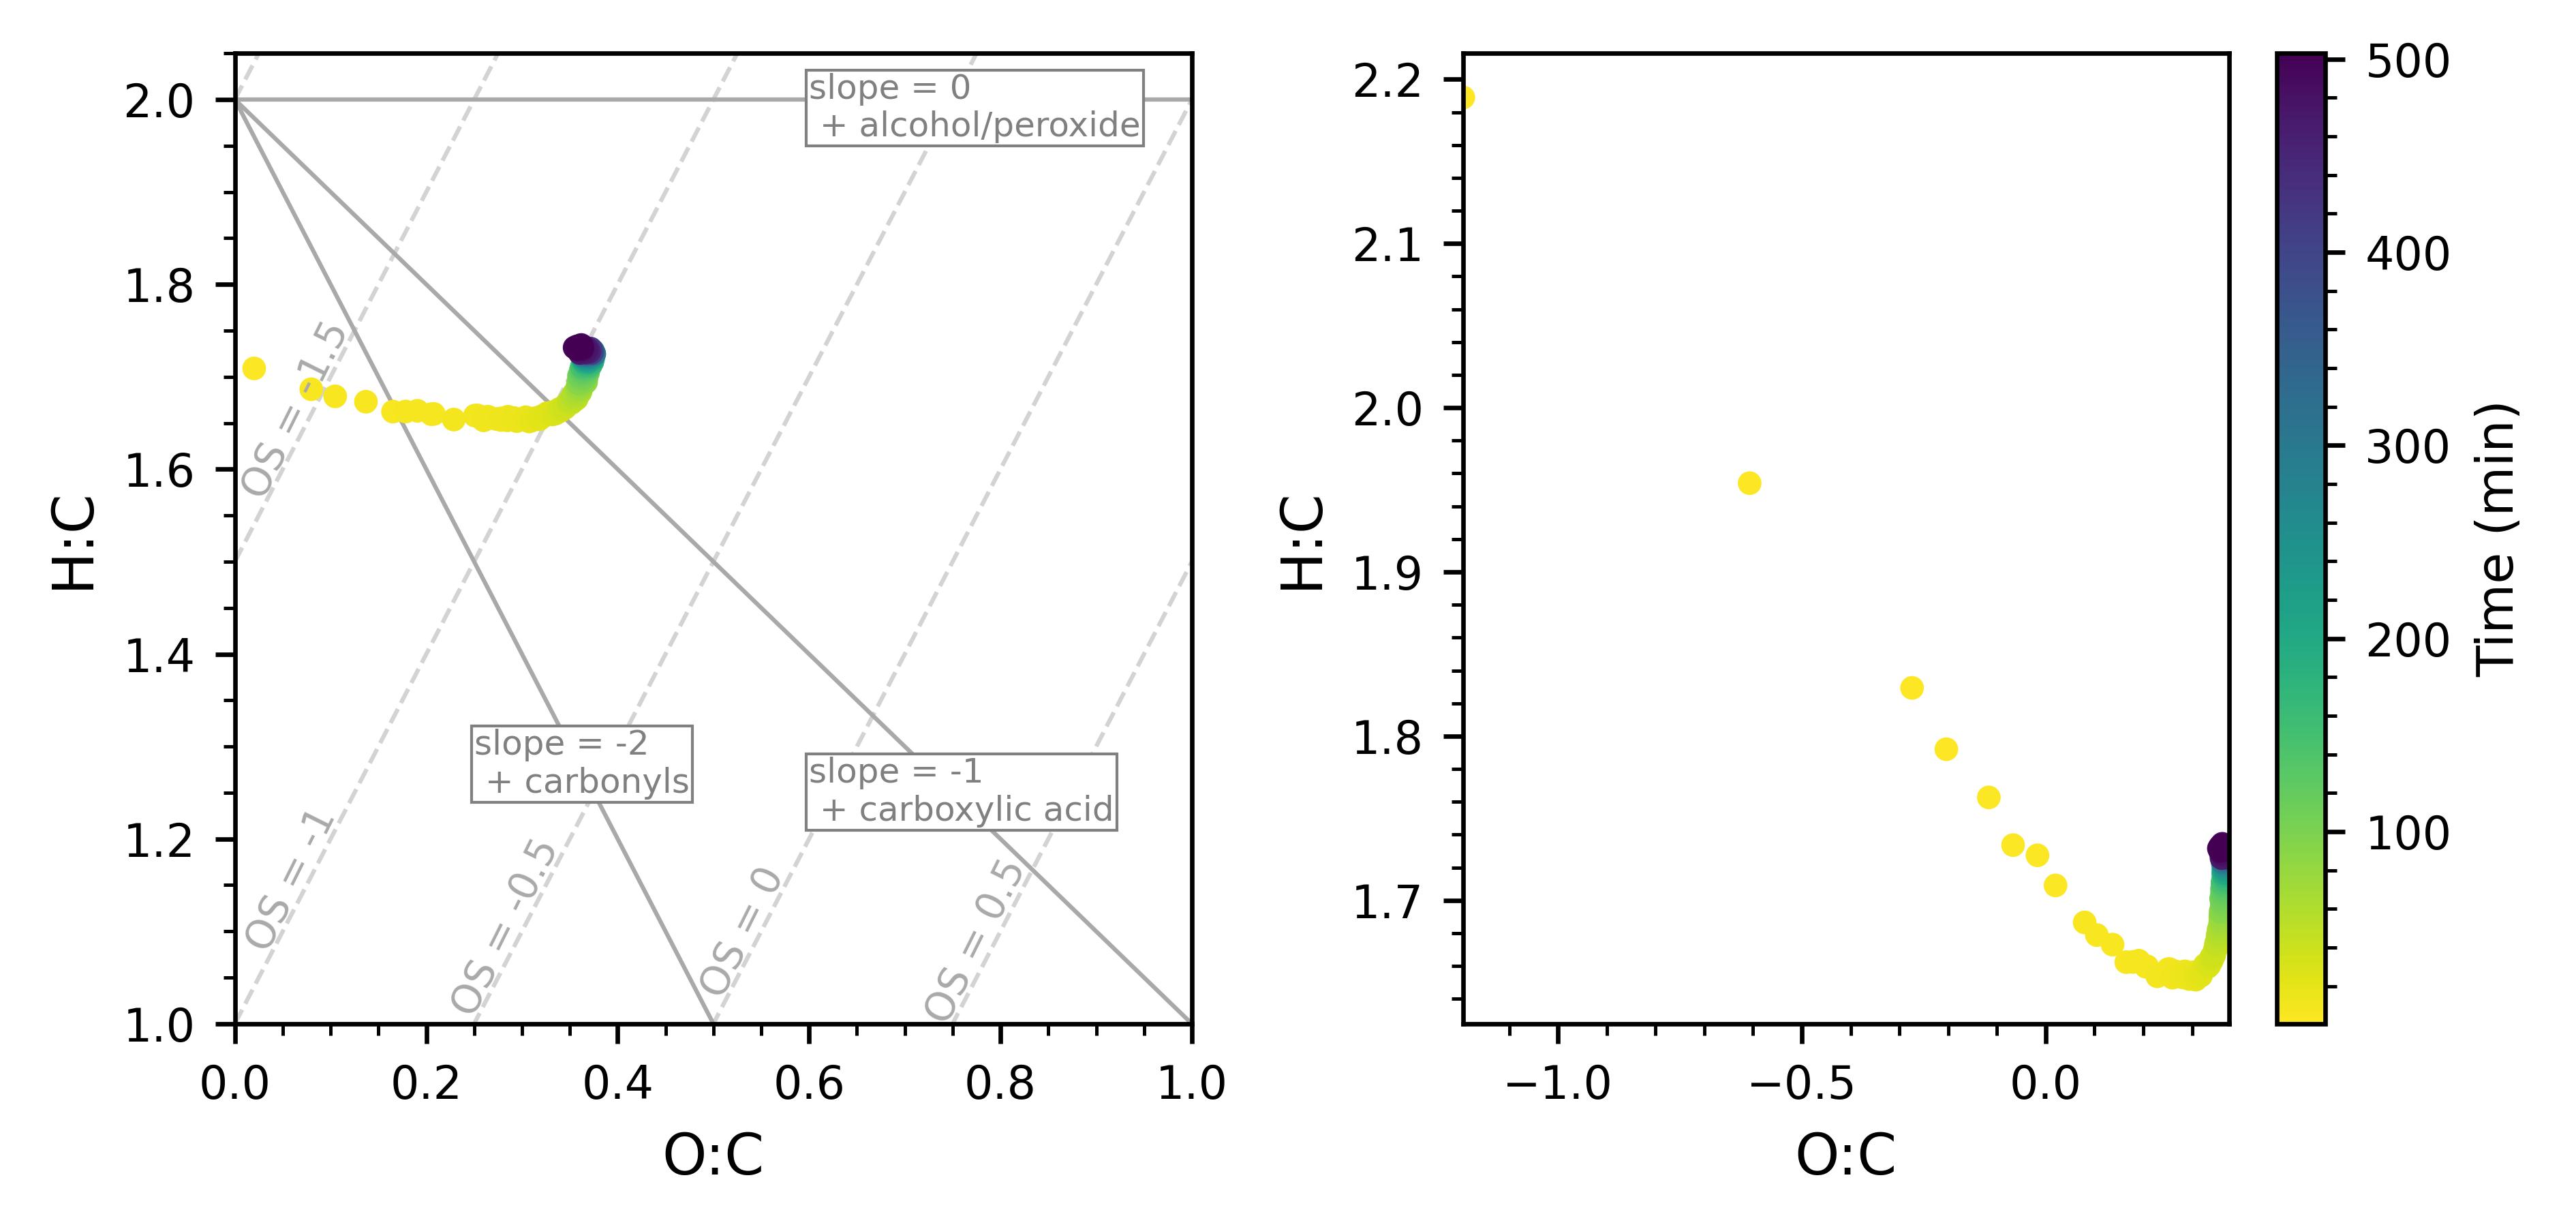 slope = 0
+ alcohol/peroxide
OS = -1.5
slope = -2
+ carbonyls
slope = -1
+ carboxylic acid
OS = -1
OS = -0.5
OS = 0
OS = 0.5
2.0
1.8
1.6
1.4
1.2
1.0
H:C
0.0 0.2 0.4 0.6 0.8 1.0
O:C
2.2
2.1
2.0
1.9
1.8
1.7
H:C
−1.0 −0.5 0.0
O:C
500
400
300
200
100
Time (min)